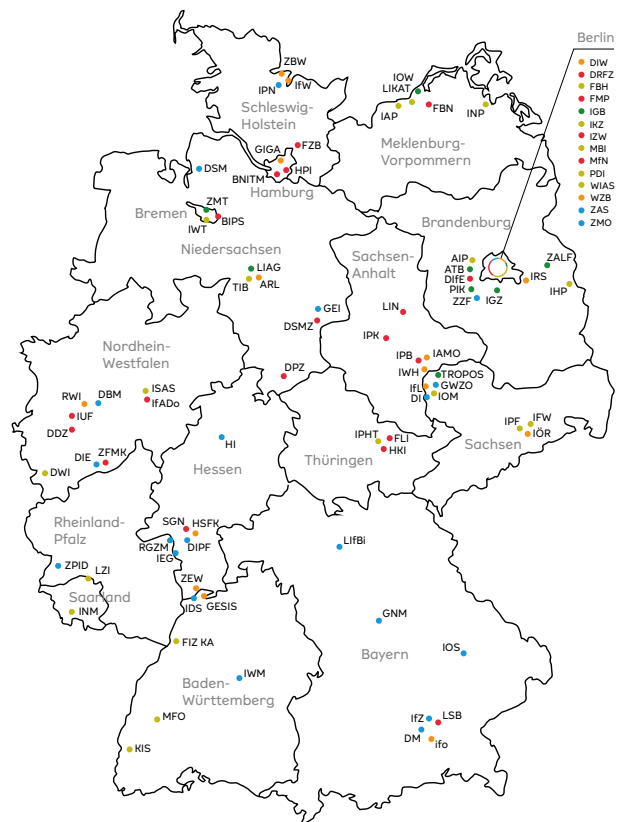 Berlin
DIW
DRFZ
FBH
FMP
IGB
IKZ
IZW
MBI
MfN
PDI
WIAS
WZB
ZAS
ZMO
ZBW
IfW
IPN
Schleswig-
Holstein
IOW
LIKAT
IAP
FBN
INP
Mecklenburg-
Vorpommern
FZB
GIGA
HPI
BNITM
Hamburg
DSM
ZMT
Bremen
BIPS
IWT
Niedersachsen
LIAG
TIB
ARL
GEI
DSMZ
DPZ
Brandenburg
AIP
ATB
DIfE
PIK
ZZF
IGZ
ZALF
IRS
IHP
Sachsen-
Anhalt
LIN
IPK
IPB
IAMO
IWH
TROPOS
IfL
GWZO
DI
IOM
Nordrhein-
Westfalen
RWI
DBM
ISAS
IfADo
IUF
DDZ
DIE
ZFMK
DWI
HI
Hessen
IPHT
FLI
HKI
Thüringen
IPF
IFW
IÖR
Sachsen
Rheinland-
Pfalz
SGN
HSFK
RGZM
DIPF
IEG
ZPID
LZI
Saarland
INM
ZEW
IDS
GESIS
LIfBi
GNM
IOS
Bayern
FIZ KA
IWM
Baden-
Württemberg
MFO
KIS
IfZ
LSB
DM
ifo